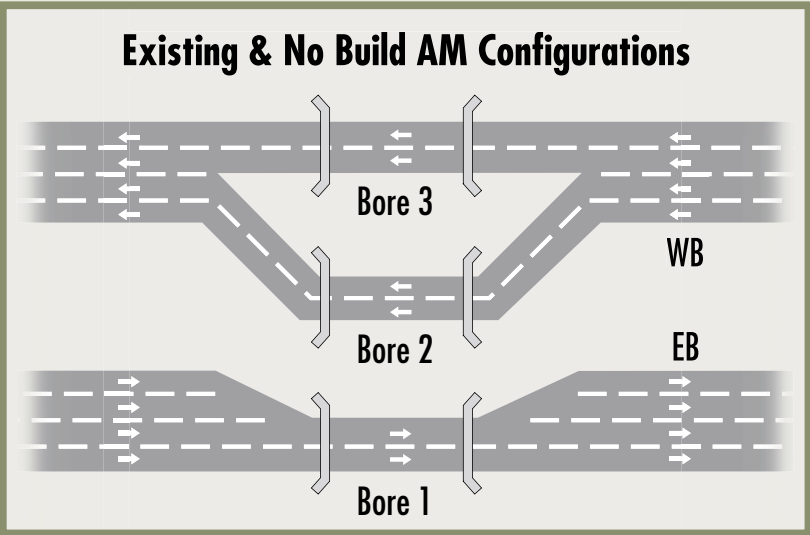 Existing & No Build AM Configurations
Bore 3
WB
Bore 2
EB
Bore 1